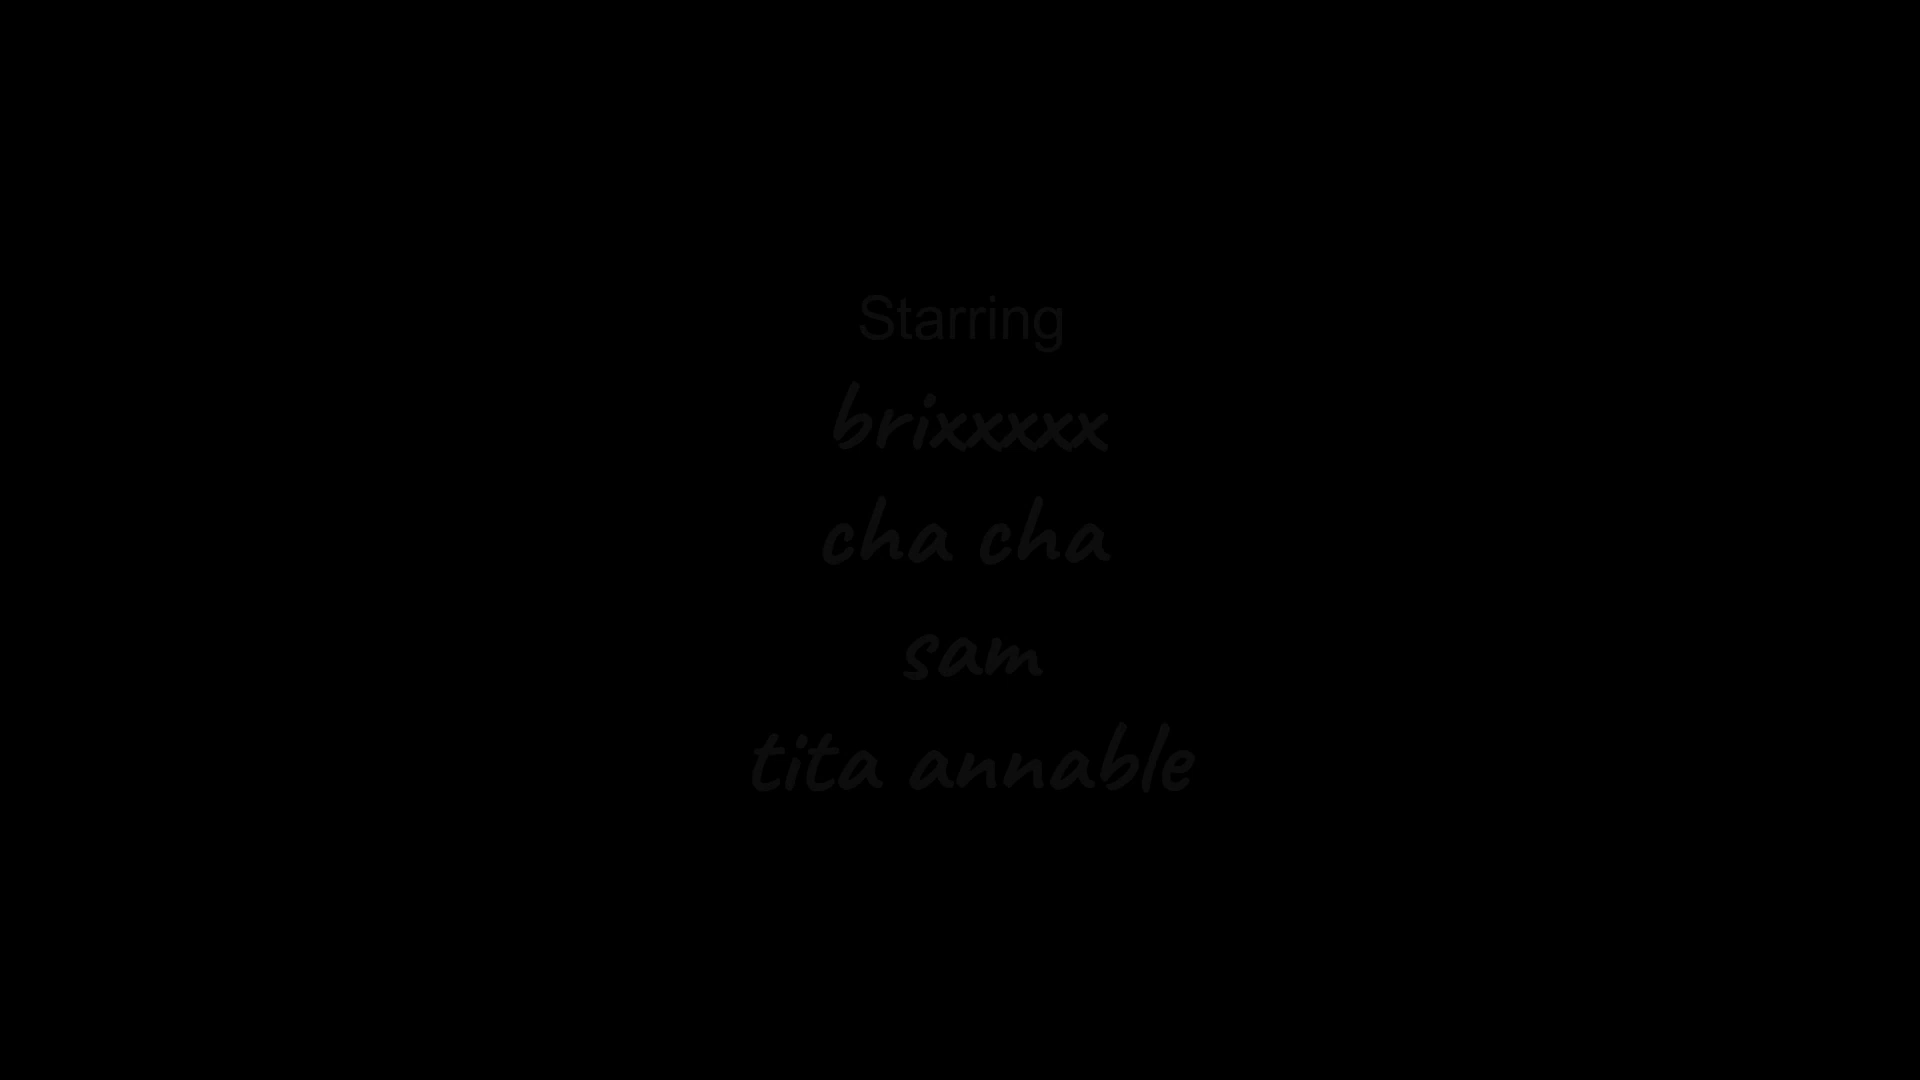 Starring
brixxxxx
cha cha
sam
tita annable